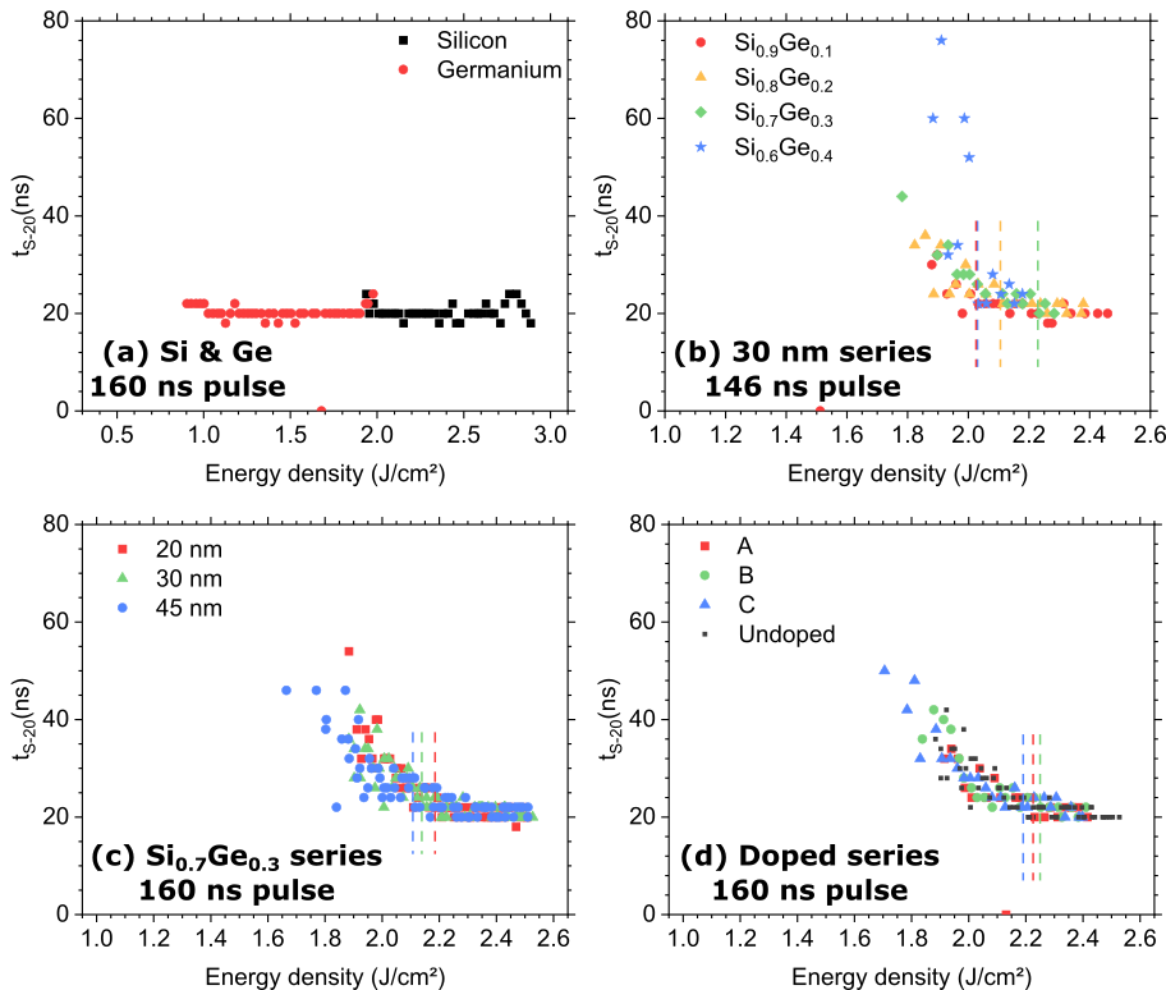 80
60
40
20
0
t_S-20(ns)
Silicon
Germanium
(a) Si & Ge
160 ns pulse
0.5 1.0 1.5 2.0 2.5 3.0
Energy density (J/cm²)
80
60
40
20
0
t_S-20(ns)
Si0.9Ge0.1
Si0.8Ge0.2
Si0.7Ge0.3
Si0.6Ge0.4
(b) 30 nm series
146 ns pulse
1.0 1.2 1.4 1.6 1.8 2.0 2.2 2.4 2.6
Energy density (J/cm²)
80
60
40
20
0
t_S-20(ns)
20 nm
30 nm
45 nm
(c) Si0.7Ge0.3 series
160 ns pulse
1.0 1.2 1.4 1.6 1.8 2.0 2.2 2.4 2.6
Energy density (J/cm²)
80
60
40
20
0
t_S-20(ns)
A
B
C
Undoped
(d) Doped series
160 ns pulse
1.0 1.2 1.4 1.6 1.8 2.0 2.2 2.4 2.6
Energy density (J/cm²)